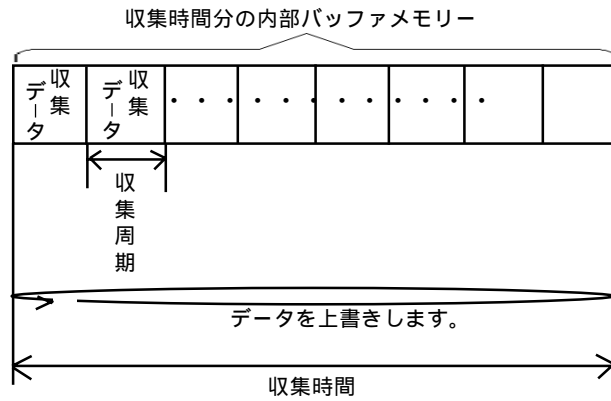 収集時間分の内部バッファメモリー
収集データ
収集データ
・・・・・・・・・・・・・
収集周期
データを上書きします。
収集時間